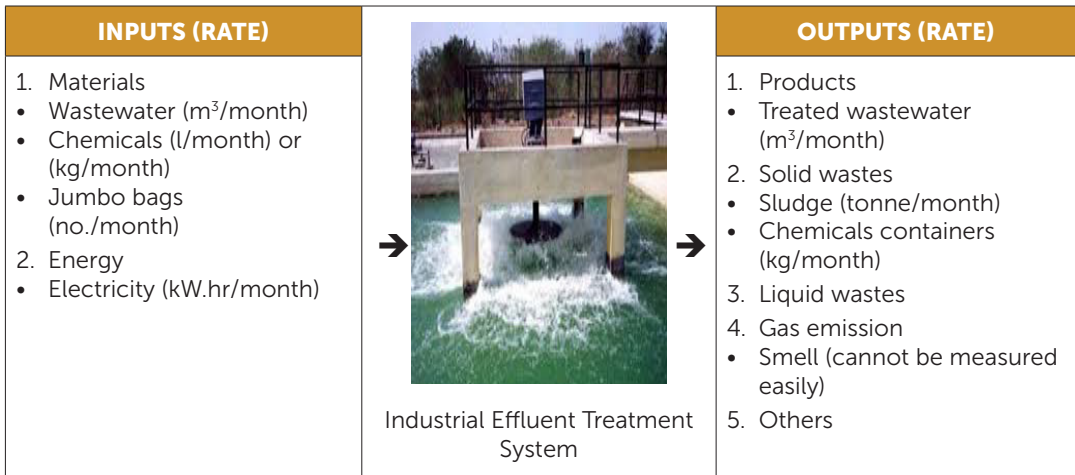 INPUTS (RATE)
1. Materials
• Wastewater (m³/month)
• Chemicals (l/month) or
(kg/month)
• Jumbo bags
(no./month)
2. Energy
• Electricity (kW.hr/month)
➔
Industrial Effluent Treatment
System
➔
OUTPUTS (RATE)
1. Products
• Treated wastewater
(m³/month)
2. Solid wastes
• Sludge (tonne/month)
• Chemicals containers
(kg/month)
3. Liquid wastes
4. Gas emission
• Smell (cannot be measured
easily)
5. Others